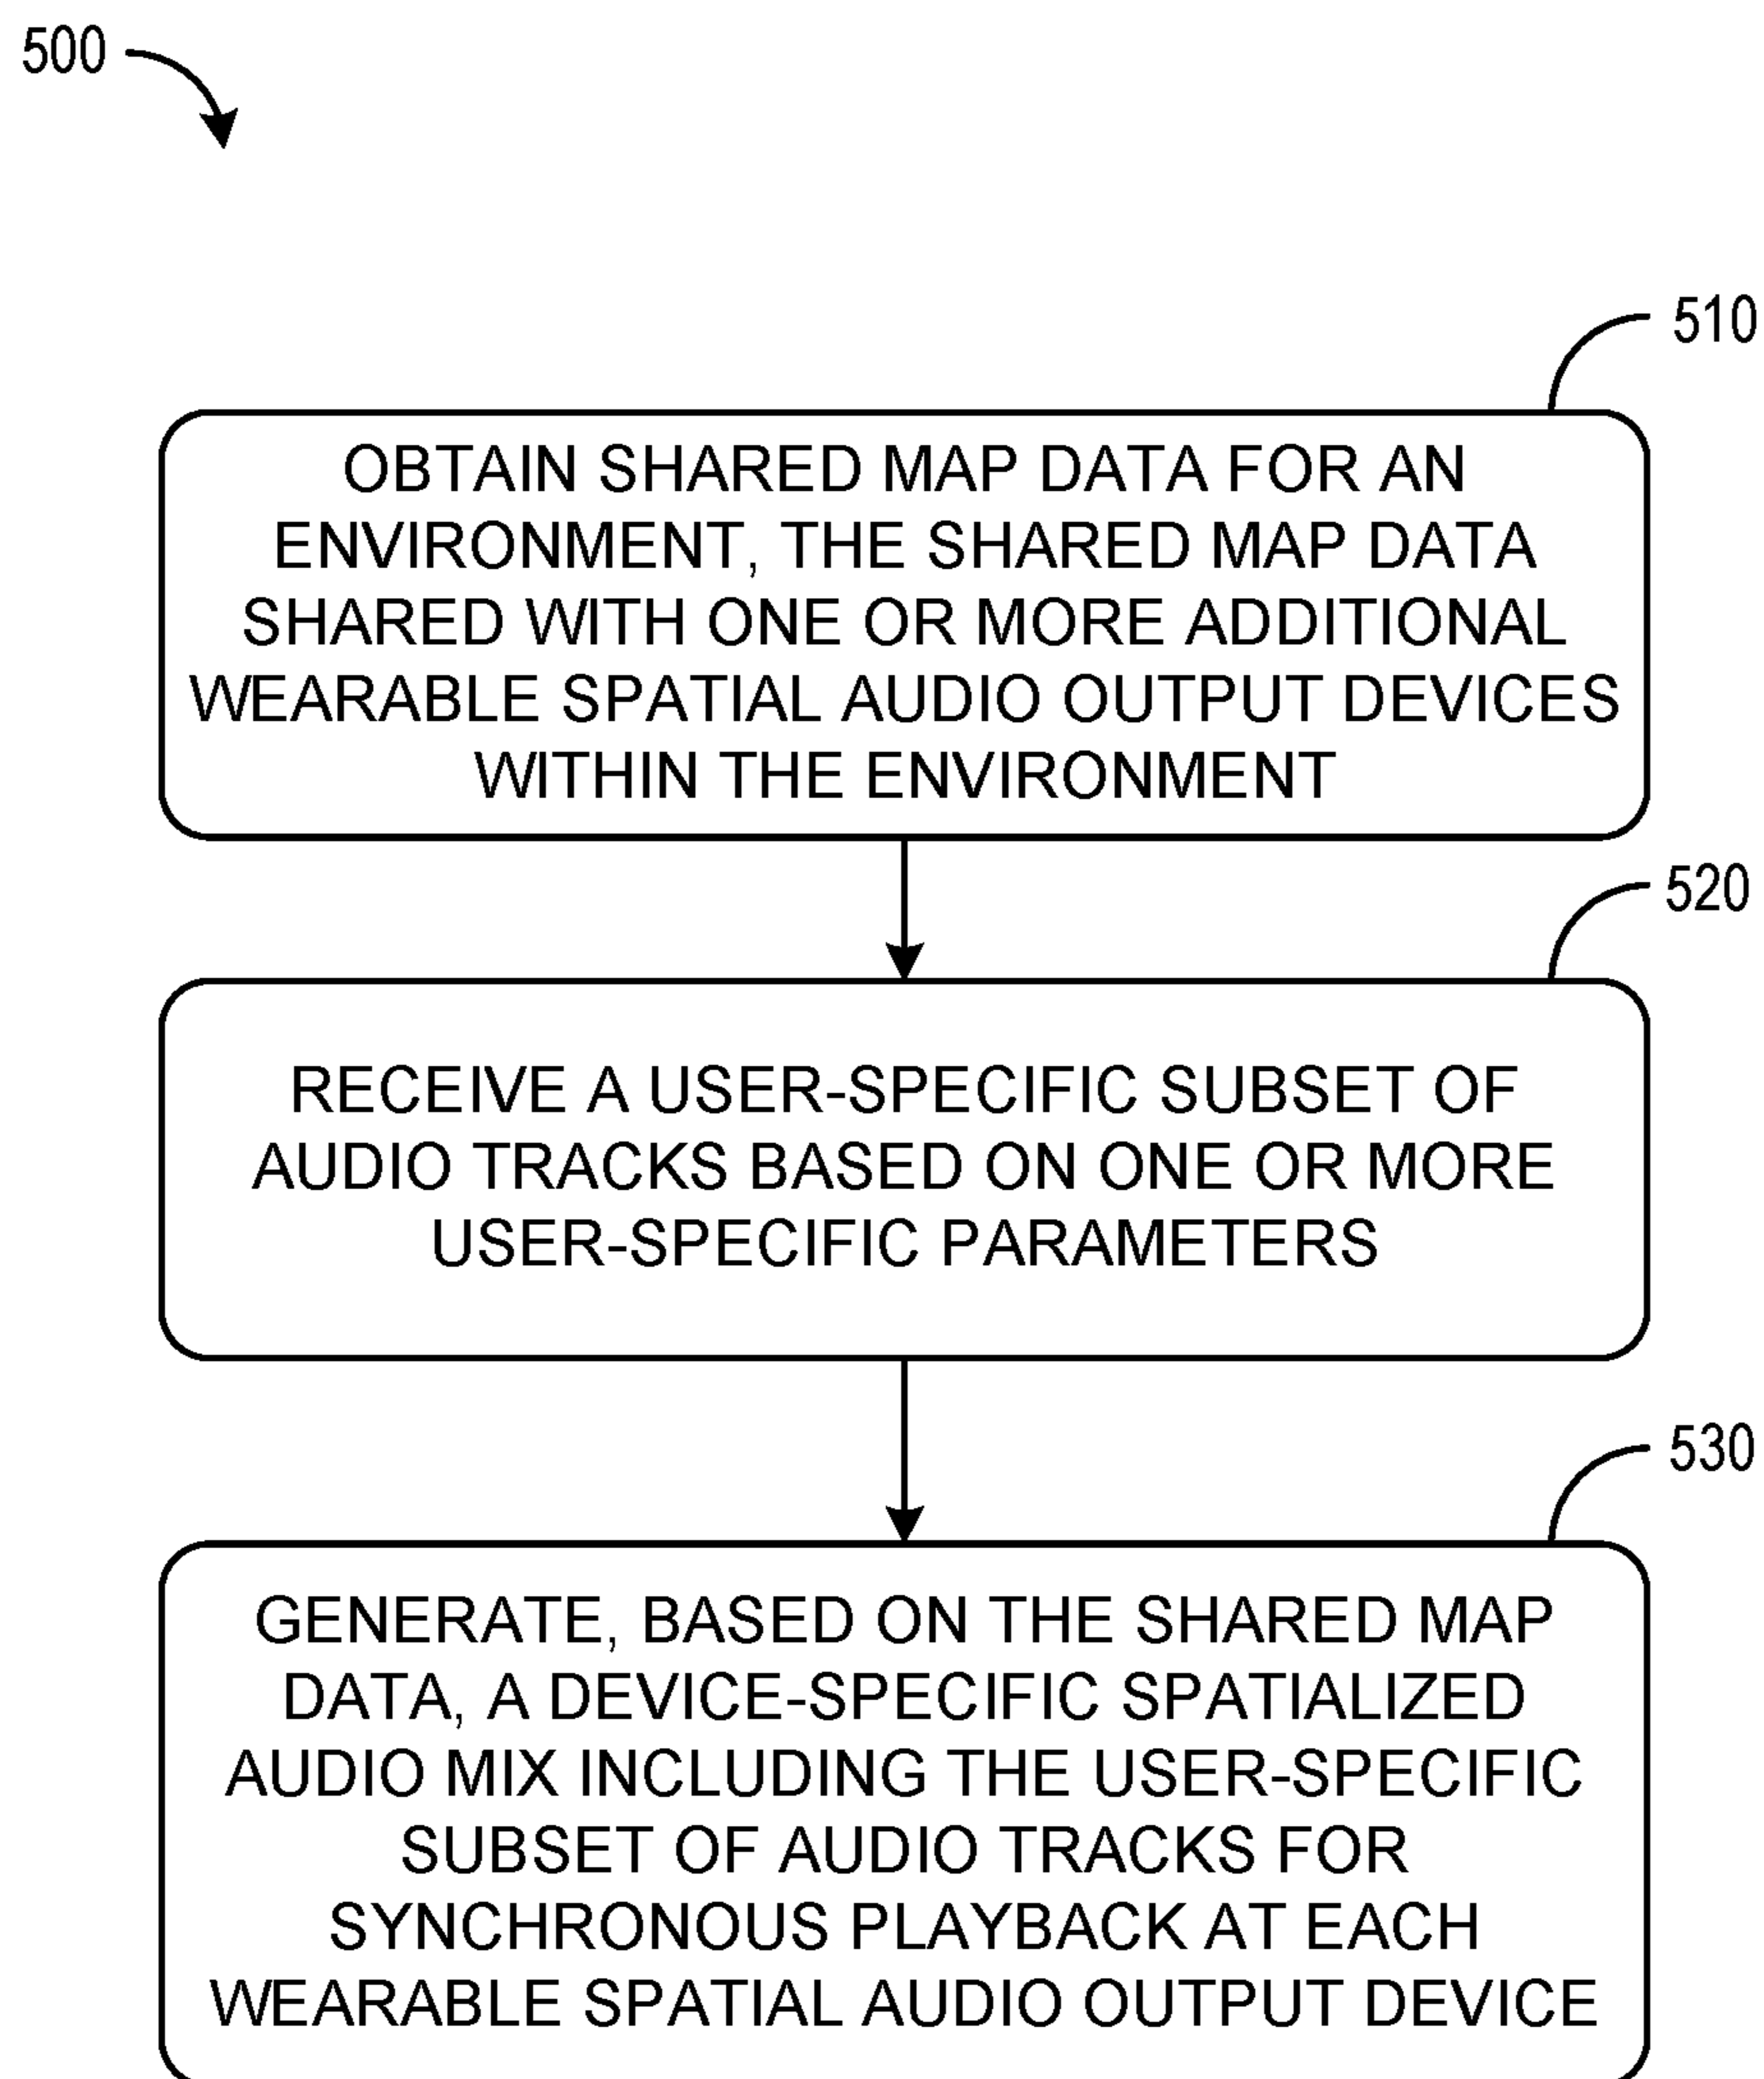 500
510
OBTAIN SHARED MAP DATA FOR AN
ENVIRONMENT, THE SHARED MAP DATA
SHARED WITH ONE OR MORE ADDITIONAL
WEARABLE SPATIAL AUDIO OUTPUT DEVICES
WITHIN THE ENVIRONMENT
520
RECEIVE A USER-SPECIFIC SUBSET OF
AUDIO TRACKS BASED ON ONE OR MORE
USER-SPECIFIC PARAMETERS
530
GENERATE, BASED ON THE SHARED MAP
DATA, A DEVICE-SPECIFIC SPATIALIZED
AUDIO MIX INCLUDING THE USER-SPECIFIC
SUBSET OF AUDIO TRACKS FOR
SYNCHRONOUS PLAYBACK AT EACH
WEARABLE SPATIAL AUDIO OUTPUT DEVICE